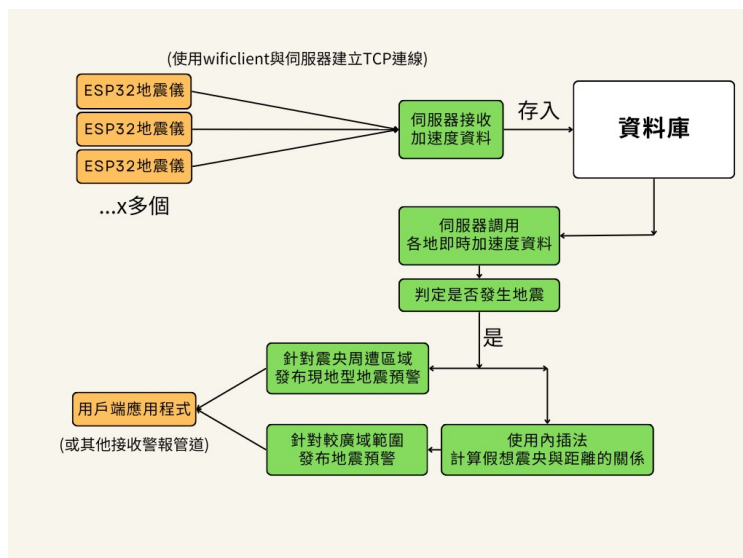 (使用wificlient與伺服器建立TCP連線)
ESP32地震儀
ESP32地震儀
ESP32地震儀
...x多個
伺服器接收
加速度資料
存入
資料庫
伺服器調用
各地即時加速度資料
判定是否發生地震
是
針對震央周遭區域
發布現地型地震預警
用戶端應用程式
(或其他接收警報管道)
針對較廣域範圍
發布地震預警
使用內插法
計算假想震央與距離的關係